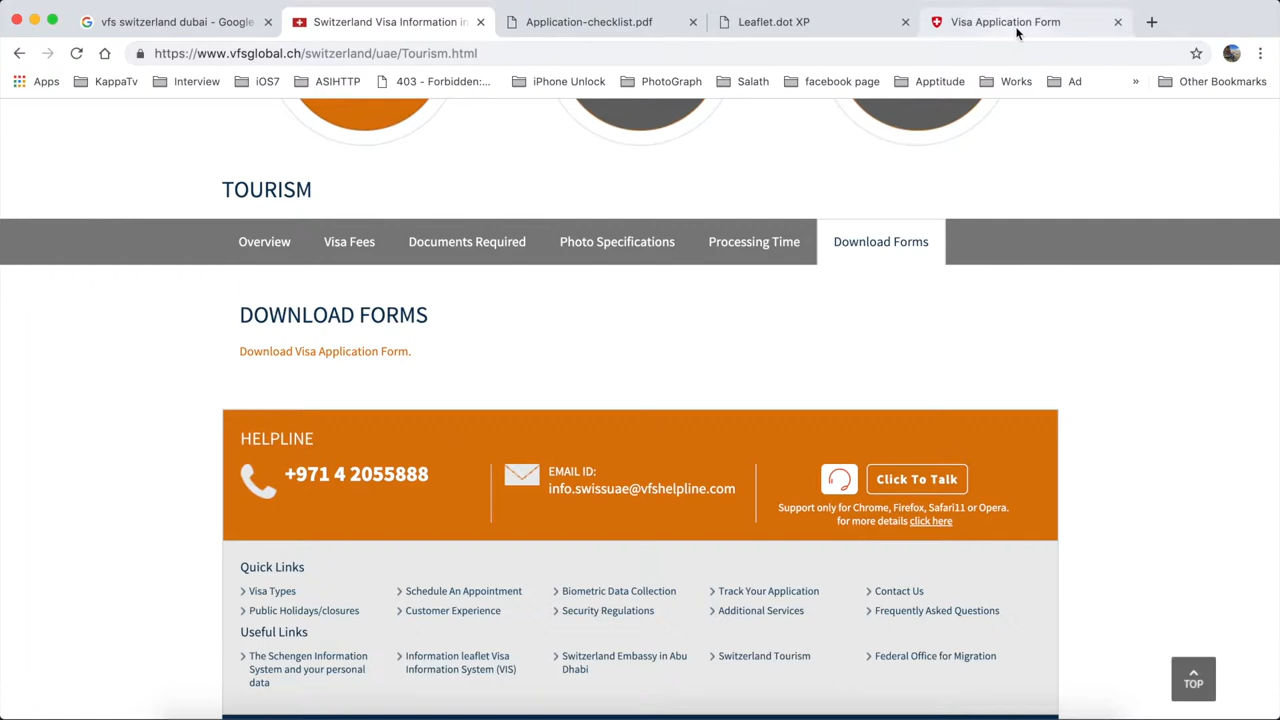 vfs switzerland dubai - Google
Switzerland Visa Information in
Application-checklist.pdf
Leaflet.dot XP
Visa Application Form
https://www.vfsglobal.ch/switzerland/uae/Tourism.html
Apps
KappaTv
Interview
iOS7
ASIHTTP
403 - Forbidden:...
iPhone Unlock
PhotoGraph
Salath
facebook page
Apptitude
Works
Ad
»
Other Bookmarks
TOURISM
Overview
Visa Fees
Documents Required
Photo Specifications
Processing Time
Download Forms
DOWNLOAD FORMS
Download Visa Application Form.
HELPLINE
+971 4 2055888
EMAIL ID:
info.swissuae@vfshelpline.com
Click To Talk
Support only for Chrome, Firefox, Safari11 or Opera.
for more details click here
Quick Links
Visa Types
Schedule An Appointment
Biometric Data Collection
Track Your Application
Contact Us
Public Holidays/closures
Customer Experience
Security Regulations
Additional Services
Frequently Asked Questions
Useful Links
The Schengen Information
System and your personal
data
Information leaflet Visa
Information System (VIS)
Switzerland Embassy in Abu
Dhabi
Switzerland Tourism
Federal Office for Migration
TOP